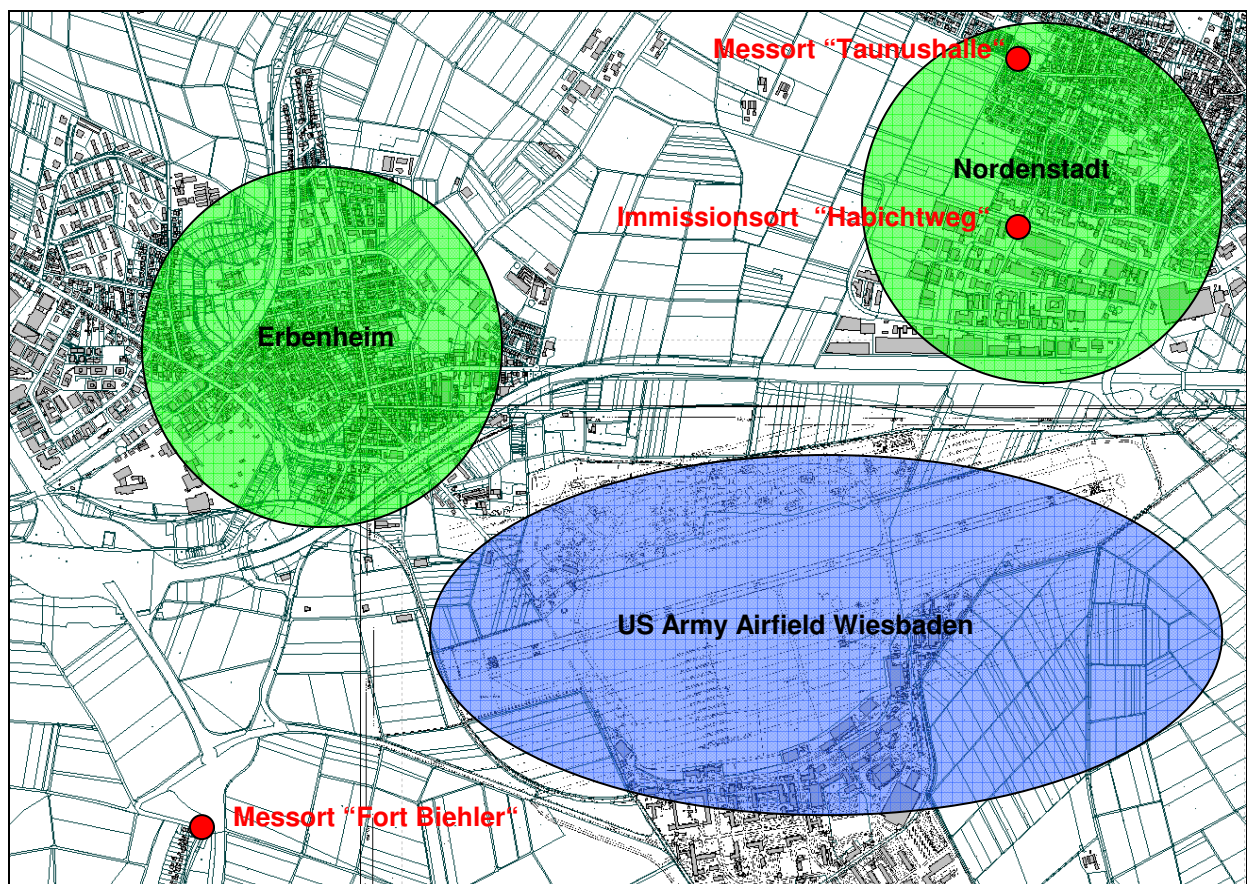 Messort “Taunushalle“
Nordenstadt
Immissionsort “Habichtweg“
Erbenheim
US Army Airfield Wiesbaden
Messort “Fort Biehler“